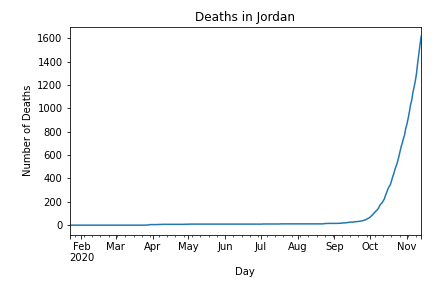 Deaths in Jordan
Number of Deaths
1600
1400
1200
1000
800
600
400
200
0
Feb Mar Apr May Jun Jul Aug Sep Oct Nov
2020
Day